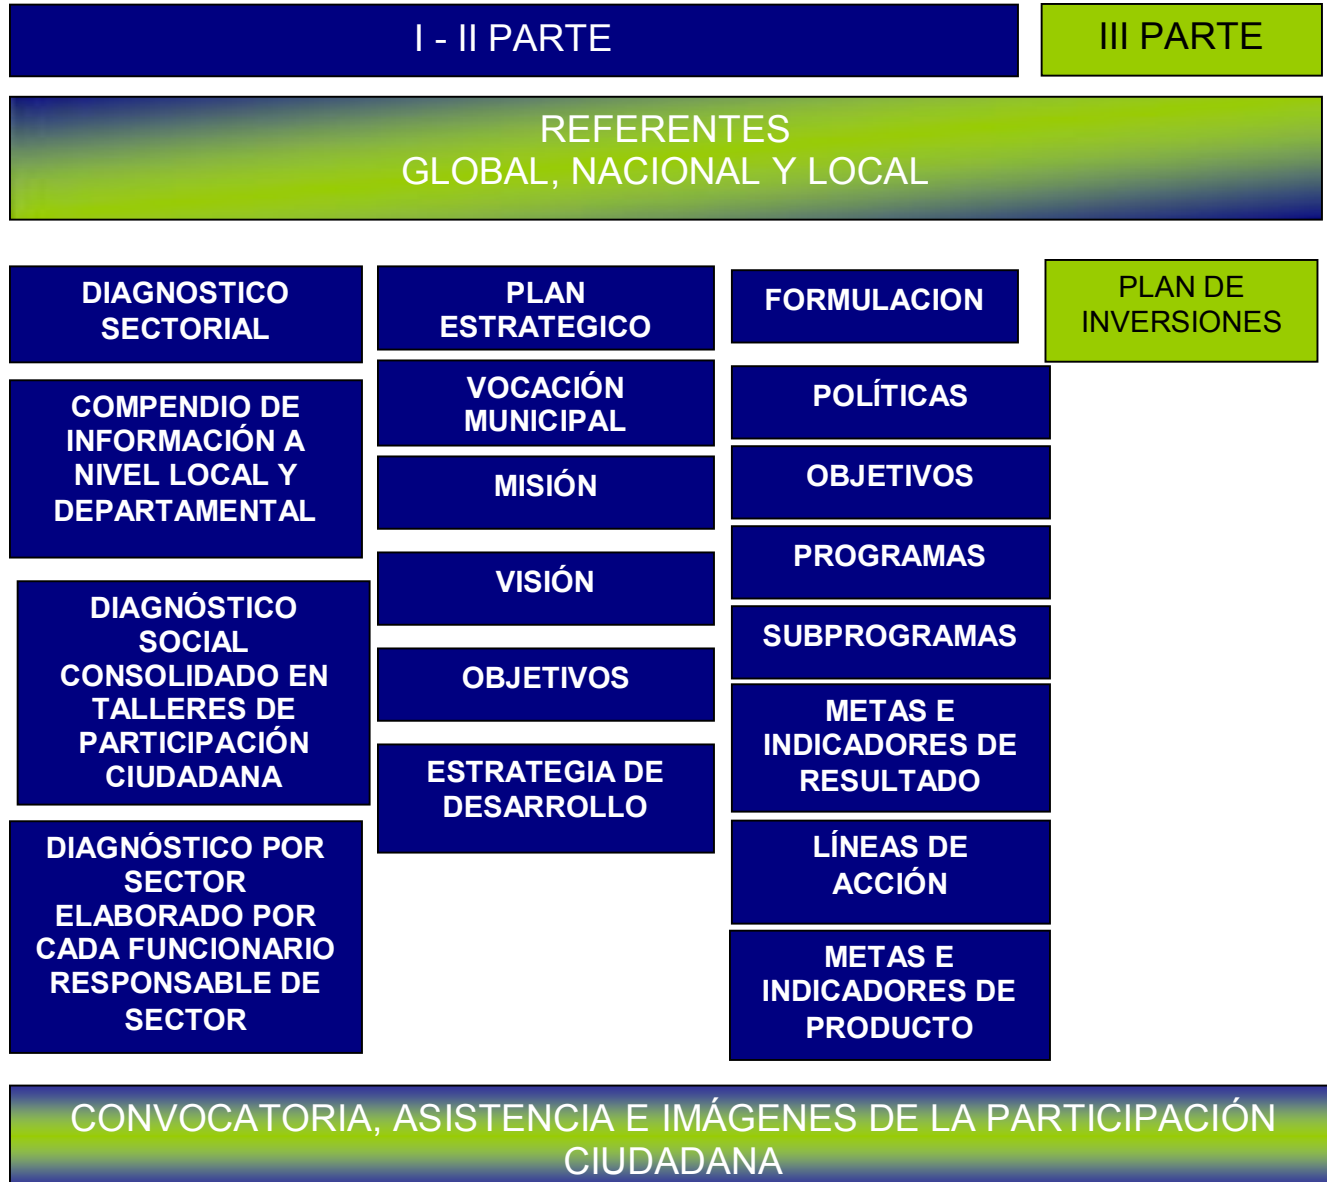 I - II PARTE
III PARTE
REFERENTES
GLOBAL, NACIONAL Y LOCAL
DIAGNOSTICO
SECTORIAL
COMPENDIO DE
INFORMACIÓN A
NIVEL LOCAL Y
DEPARTAMENTAL
DIAGNÓSTICO
SOCIAL
CONSOLIDADO EN
TALLERES DE
PARTICIPACIÓN
CIUDADANA
DIAGNÓSTICO POR
SECTOR
ELABORADO POR
CADA FUNCIONARIO
RESPONSABLE DE
SECTOR
PLAN
ESTRATEGICO
VOCACIÓN
MUNICIPAL
MISIÓN
VISIÓN
OBJETIVOS
ESTRATEGIA DE
DESARROLLO
FORMULACION
POLÍTICAS
OBJETIVOS
PROGRAMAS
SUBPROGRAMAS
METAS E
INDICADORES DE
RESULTADO
LÍNEAS DE
ACCIÓN
METAS E
INDICADORES DE
PRODUCTO
PLAN DE
INVERSIONES
CONVOCATORIA, ASISTENCIA E IMÁGENES DE LA PARTICIPACIÓN
CIUDADANA